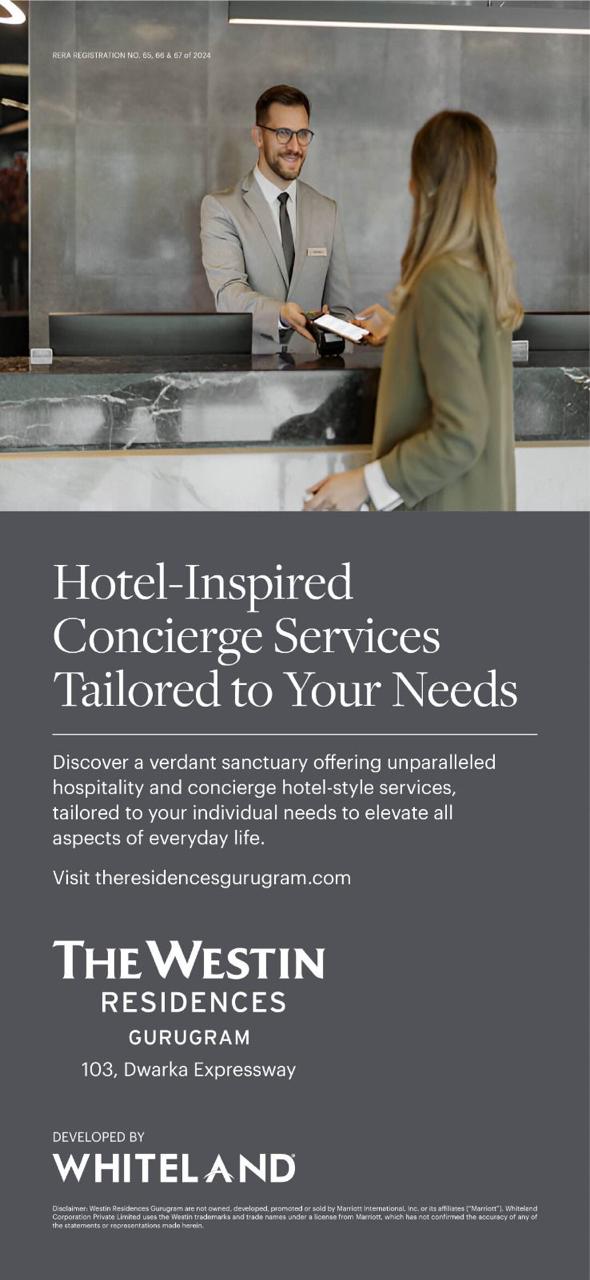 RERA REGISTRATION NO. 65, 66 & 67 of 2024
Hotel-Inspired
Concierge Services
Tailored to Your Needs
Discover a verdant sanctuary offering unparalleled
hospitality and concierge hotel-style services,
tailored to your individual needs to elevate all
aspects of everyday life.
Visit theresidencesgurugram.com
THE WESTIN
RESIDENCES
GURUGRAM
103, Dwarka Expressway
DEVELOPED BY
WHITELAND
Disclaimer: Westin Residences Gurugram are not owned, developed, promoted or sold by Marriott International, Inc. or its affiliates ("Marriott"). Whiteland
Corporation Private Limited uses the Westin trademarks and trade names under a license from Marriott, which has not confirmed the accuracy of any of
the statements or representations made herein.